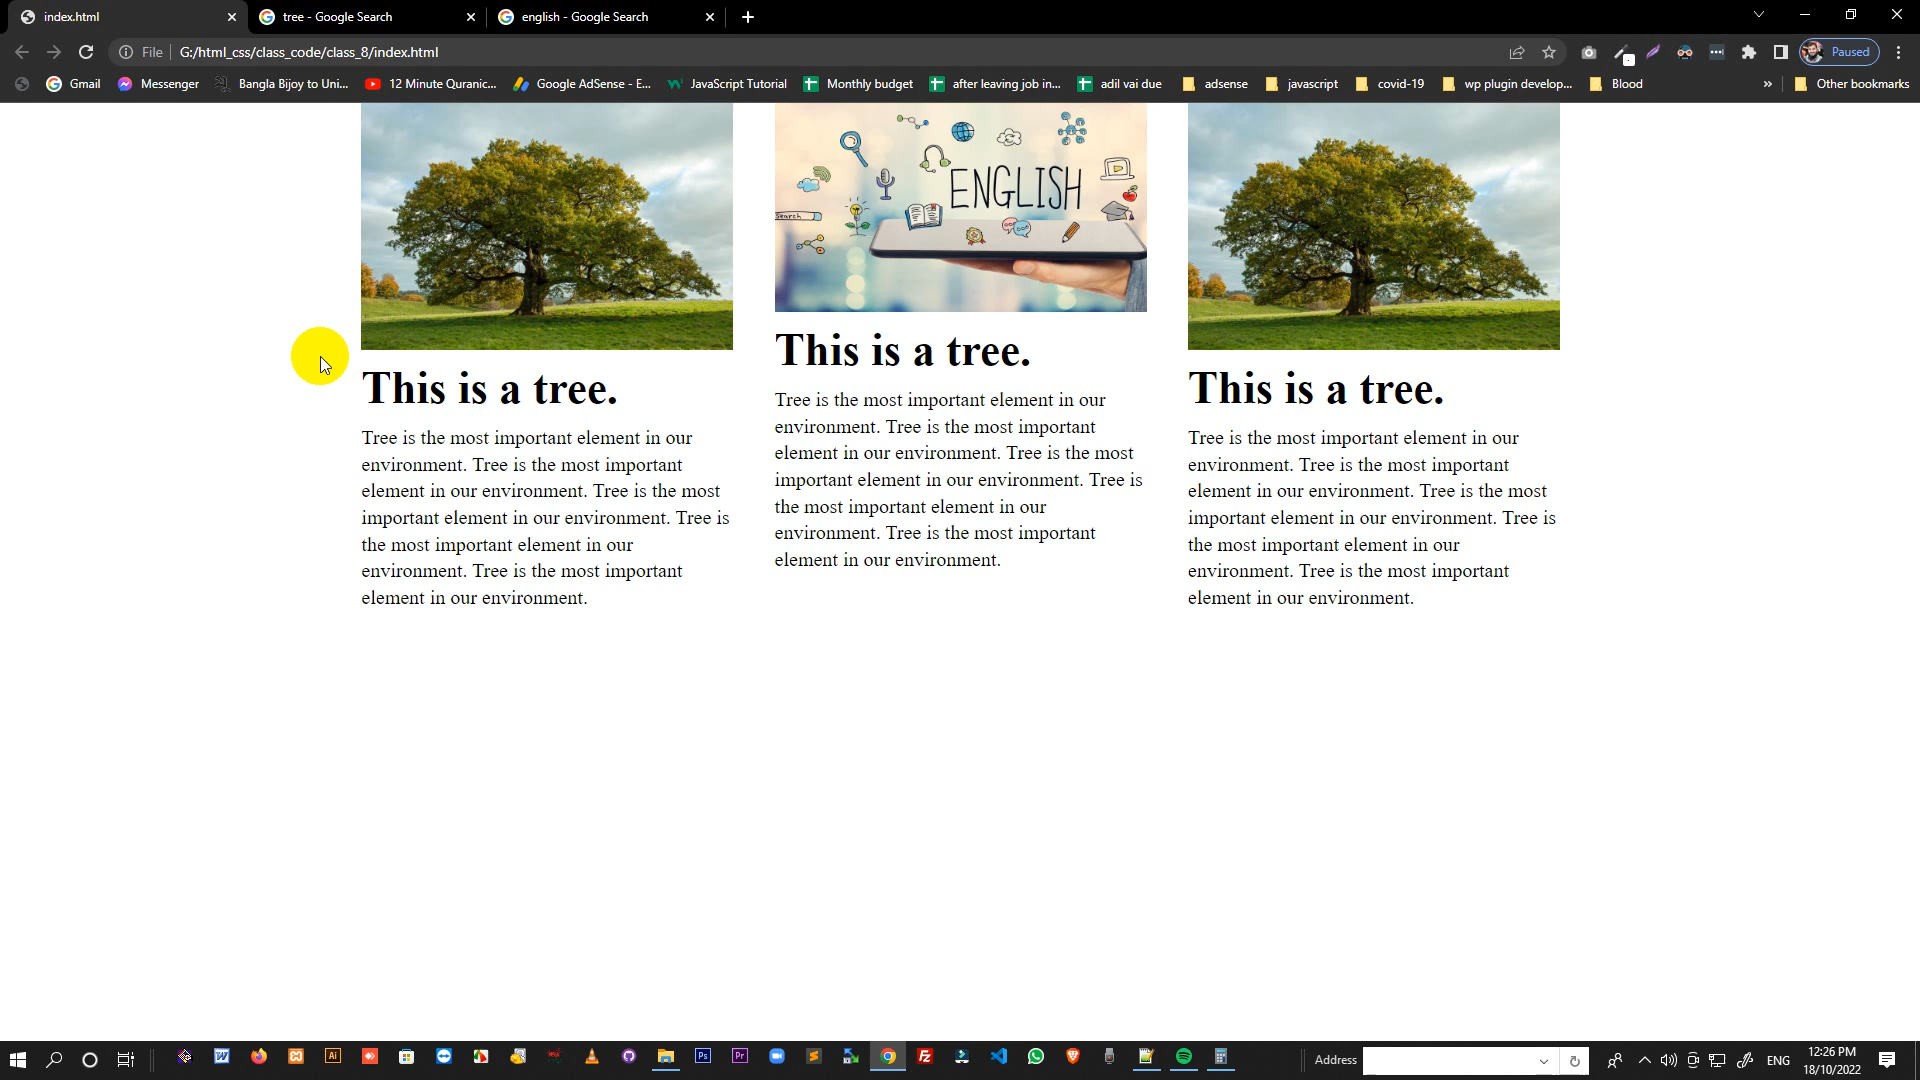 index.html
tree - Google Search
english - Google Search
File
G:/html_css/class_code/class_8/index.html
Paused
Gmail
Messenger
Bangla Bijoy to Uni...
12 Minute Quranic...
Google AdSense - E...
JavaScript Tutorial
Monthly budget
after leaving job in...
adil vai due
adsense
javascript
covid-19
wp plugin develop...
Blood
»
Other bookmarks
ENGLISH
Search
This is a tree.
Tree is the most important element in our
environment. Tree is the most important
element in our environment. Tree is the most
important element in our environment. Tree is
the most important element in our
environment. Tree is the most important
element in our environment.
This is a tree.
Tree is the most important element in our
environment. Tree is the most important
element in our environment. Tree is the most
important element in our environment. Tree is
the most important element in our
environment. Tree is the most important
element in our environment.
This is a tree.
Tree is the most important element in our
environment. Tree is the most important
element in our environment. Tree is the most
important element in our environment. Tree is
the most important element in our
environment. Tree is the most important
element in our environment.
Ai
Ps
Pr
Address
ENG
12:26 PM
18/10/2022